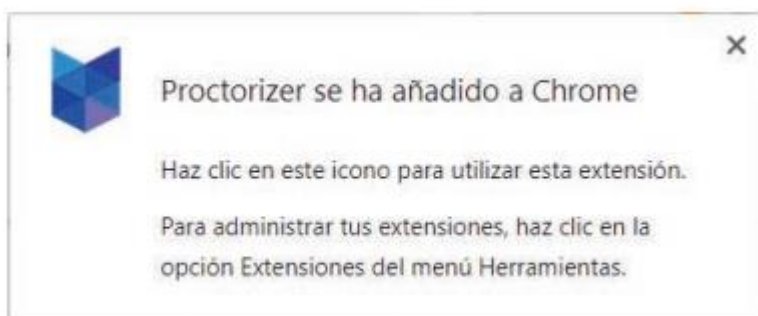 Proctorizer se ha añadido a Chrome
Haz clic en este icono para utilizar esta extensión.
Para administrar tus extensiones, haz clic en la
opción Extensiones del menú Herramientas.